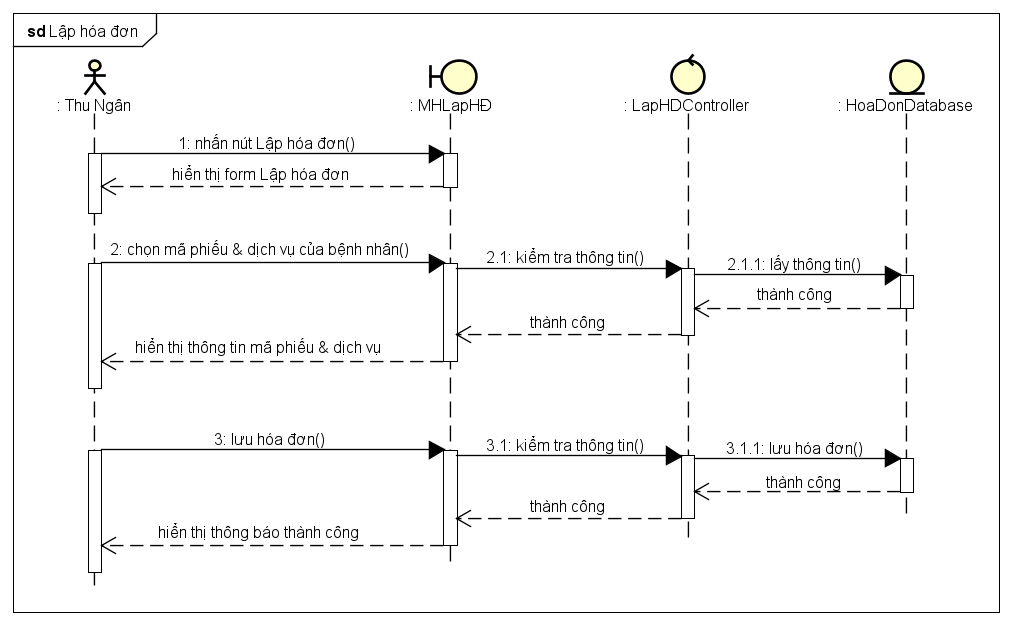 sd Lập hóa đơn
: Thu Ngân
: MHLapHĐ
: LapHDController
: HoaDonDatabase
1: nhấn nút Lập hóa đơn()
hiển thị form Lập hóa đơn
2: chọn mã phiếu & dịch vụ của bệnh nhân()
2.1: kiểm tra thông tin()
2.1.1: lấy thông tin()
thành công
thành công
hiển thị thông tin mã phiếu & dịch vụ
3: lưu hóa đơn()
3.1: kiểm tra thông tin()
3.1.1: lưu hóa đơn()
thành công
thành công
hiển thị thông báo thành công